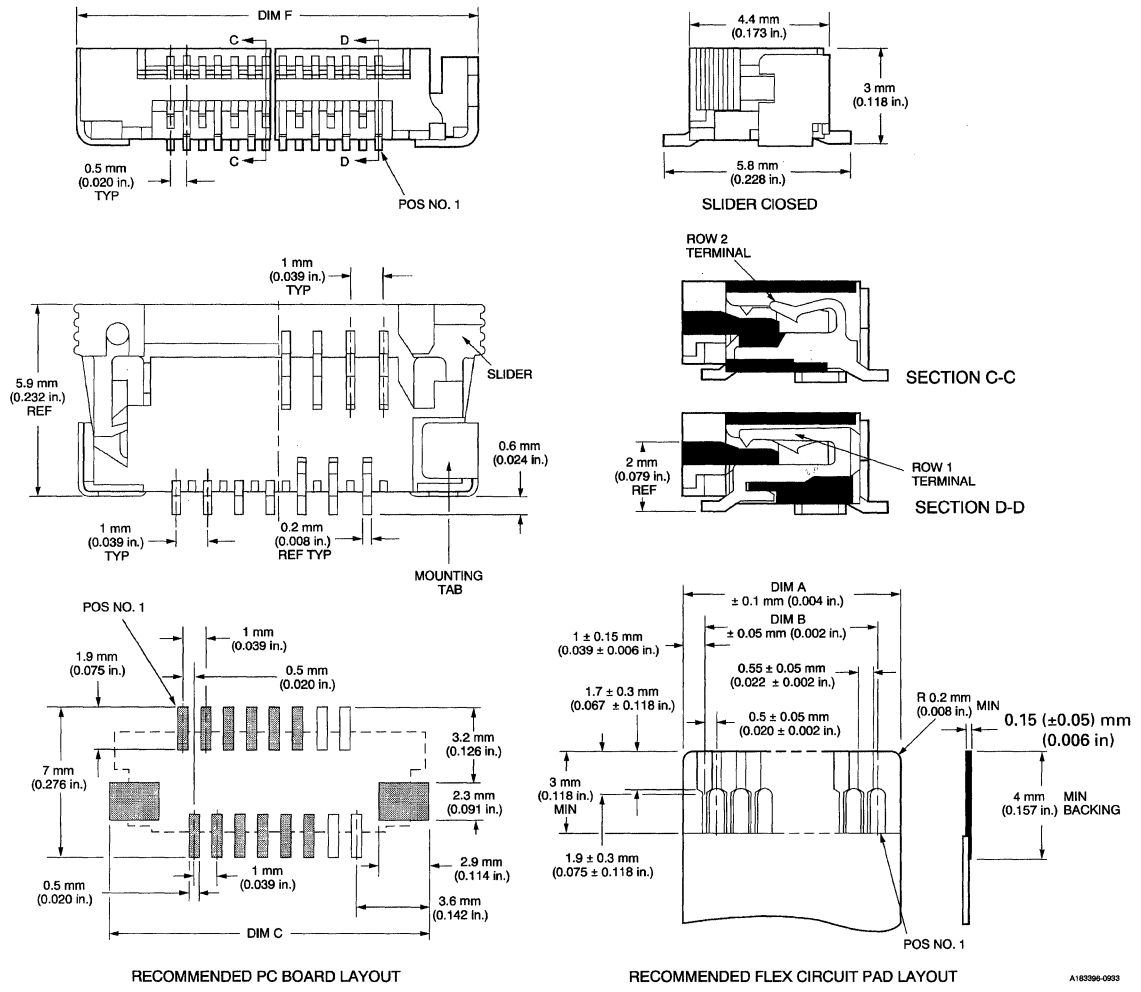 DIM F
C
D
C
D
0.5 mm
(0.020 in.)
TYP
POS NO. 1
4.4 mm
(0.173 in.)
3 mm
(0.118 in.)
5.8 mm
(0.228 in.)
SLIDER ClOSED
1 mm
(0.039 in.)
TYP
5.9 mm
(0.232 in.)
REF
SLIDER
0.6 mm
(0.024 in.)
1 mm
(0.039 in.)
TYP
0.2 mm
(0.008 in.)
REF TYP
MOUNTING
TAB
ROW 2
TERMINAL
SECTION C-C
2 mm
(0.079 in.)
REF
ROW 1
TERMINAL
SECTION D-D
POS NO. 1
1 mm
(0.039 in.)
1.9 mm
(0.075 in.)
0.5 mm
(0.020 in.)
7 mm
(0.276 in.)
3.2 mm
(0.126 in.)
2.3 mm
(0.091 in.)
2.9 mm
(0.114 in.)
1 mm
(0.039 in.)
0.5 mm
(0.020 in.)
3.6 mm
(0.142 in.)
DIM C
RECOMMENDED PC BOARD LAYOUT
DIM A
± 0.1 mm (0.004 in.)
DIM B
± 0.05 mm (0.002 in.)
1 ± 0.15 mm
(0.039 ± 0.006 in.)
0.55 ± 0.05 mm
(0.022 ± 0.002 in.)
1.7 ± 0.3 mm
(0.067 ± 0.118 in.)
0.5 ± 0.05 mm
(0.020 ± 0.002 in.)
R 0.2 mm
(0.008 in.) MIN
0.15 (±0.05) mm
(0.006 in)
3 mm
(0.118 in.)
MIN
4 mm
(0.157 in.)
MIN
BACKING
1.9 ± 0.3 mm
(0.075 ± 0.118 in.)
POS NO. 1
RECOMMENDED FLEX CIRCUIT PAD LAYOUT
A183396-0933